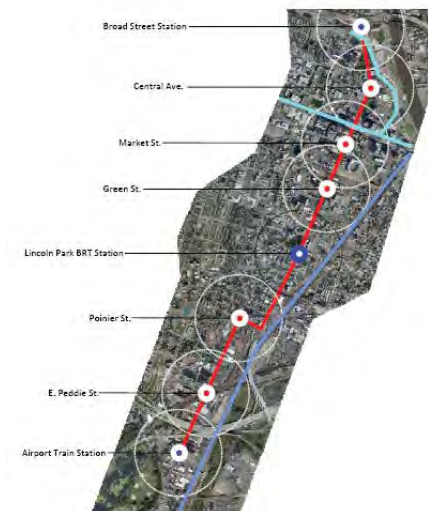 Broad Street Station
Central Ave.
Market St.
Green St.
Lincoln Park BRT Station
Poinier St.
E. Peddie St.
Airport Train Station